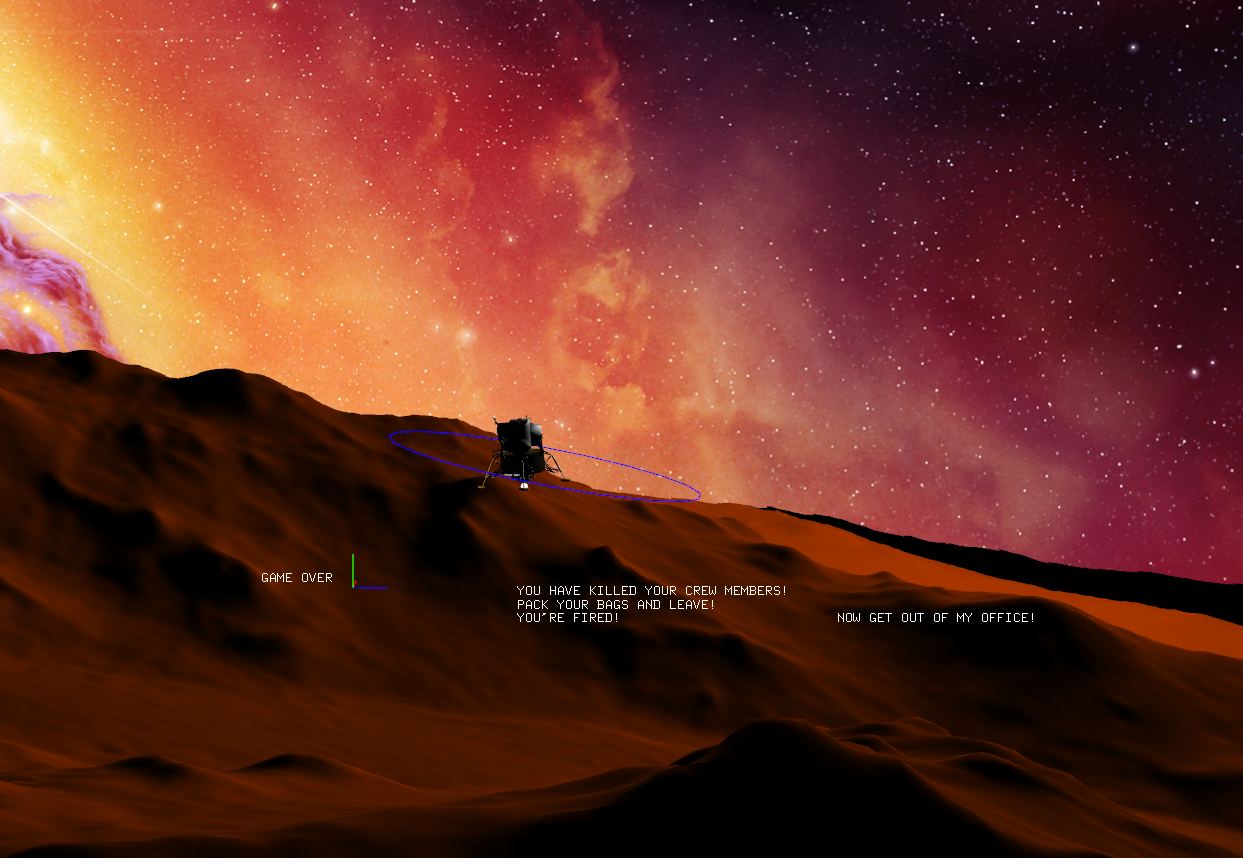 GAME OVER
YOU HAVE KILLED YOUR CREW MEMBERS!
PACK YOUR BAGS AND LEAVE!
YOU"RE FIRED!
NOW GET OUT OF MY OFFICE!